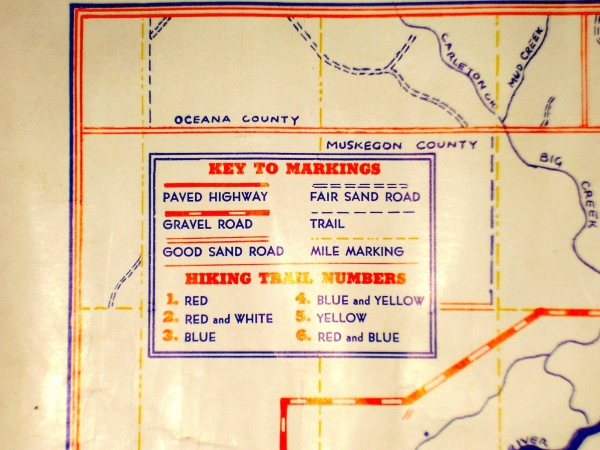 CARLETON CK
MUD CREEK
OCEANA COUNTY
MUSKEGON COUNTY
BIG
CREEK
KEY TO MARKINGS
PAVED HIGHWAY
FAIR SAND ROAD
GRAVEL ROAD
TRAIL
GOOD SAND ROAD
MILE MARKING
HIKING TRAIL NUMBERS
1. RED
4. BLUE and YELLOW
2. RED and WHITE
5. YELLOW
3. BLUE
6. RED and BLUE
RIVER